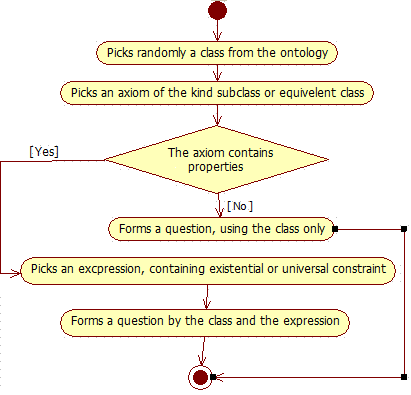 Picks randomly a class from the ontology
Picks an axiom of the kind subclass or equivelent class
The axiom contains
properties
[Yes]
[No]
Forms a question, using the class only
Picks an excpression, containing existential or universal constraint
Forms a question by the class and the expression